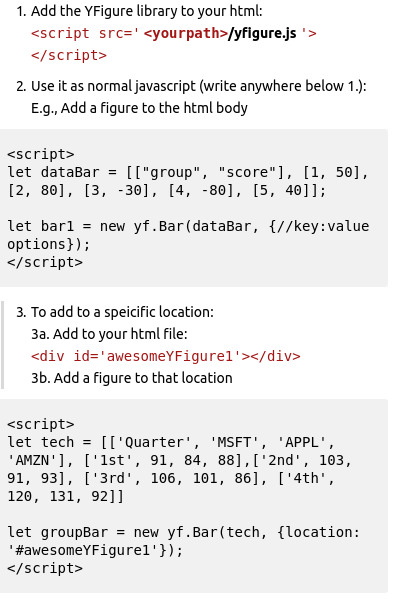 1. Add the YFigure library to your html:
<script src=' <yourpath>/yfigure.js '>
</script>
2. Use it as normal javascript (write anywhere below 1.):
E.g., Add a figure to the html body
<script>
let dataBar = [["group", "score"], [1, 50],
[2, 80], [3, -30], [4, -80], [5, 40]];
let bar1 = new yf.Bar(dataBar, {//key:value
options});
</script>
3. To add to a speicific location:
3a. Add to your html file:
<div id='awesomeYFigure1'></div>
3b. Add a figure to that location
<script>
let tech = [['Quarter', 'MSFT', 'APPL',
'AMZN'], ['1st', 91, 84, 88],['2nd', 103,
91, 93], ['3rd', 106, 101, 86], ['4th',
120, 131, 92]]
let groupBar = new yf.Bar(tech, {location:
'#awesomeYFigure1'});
</script>